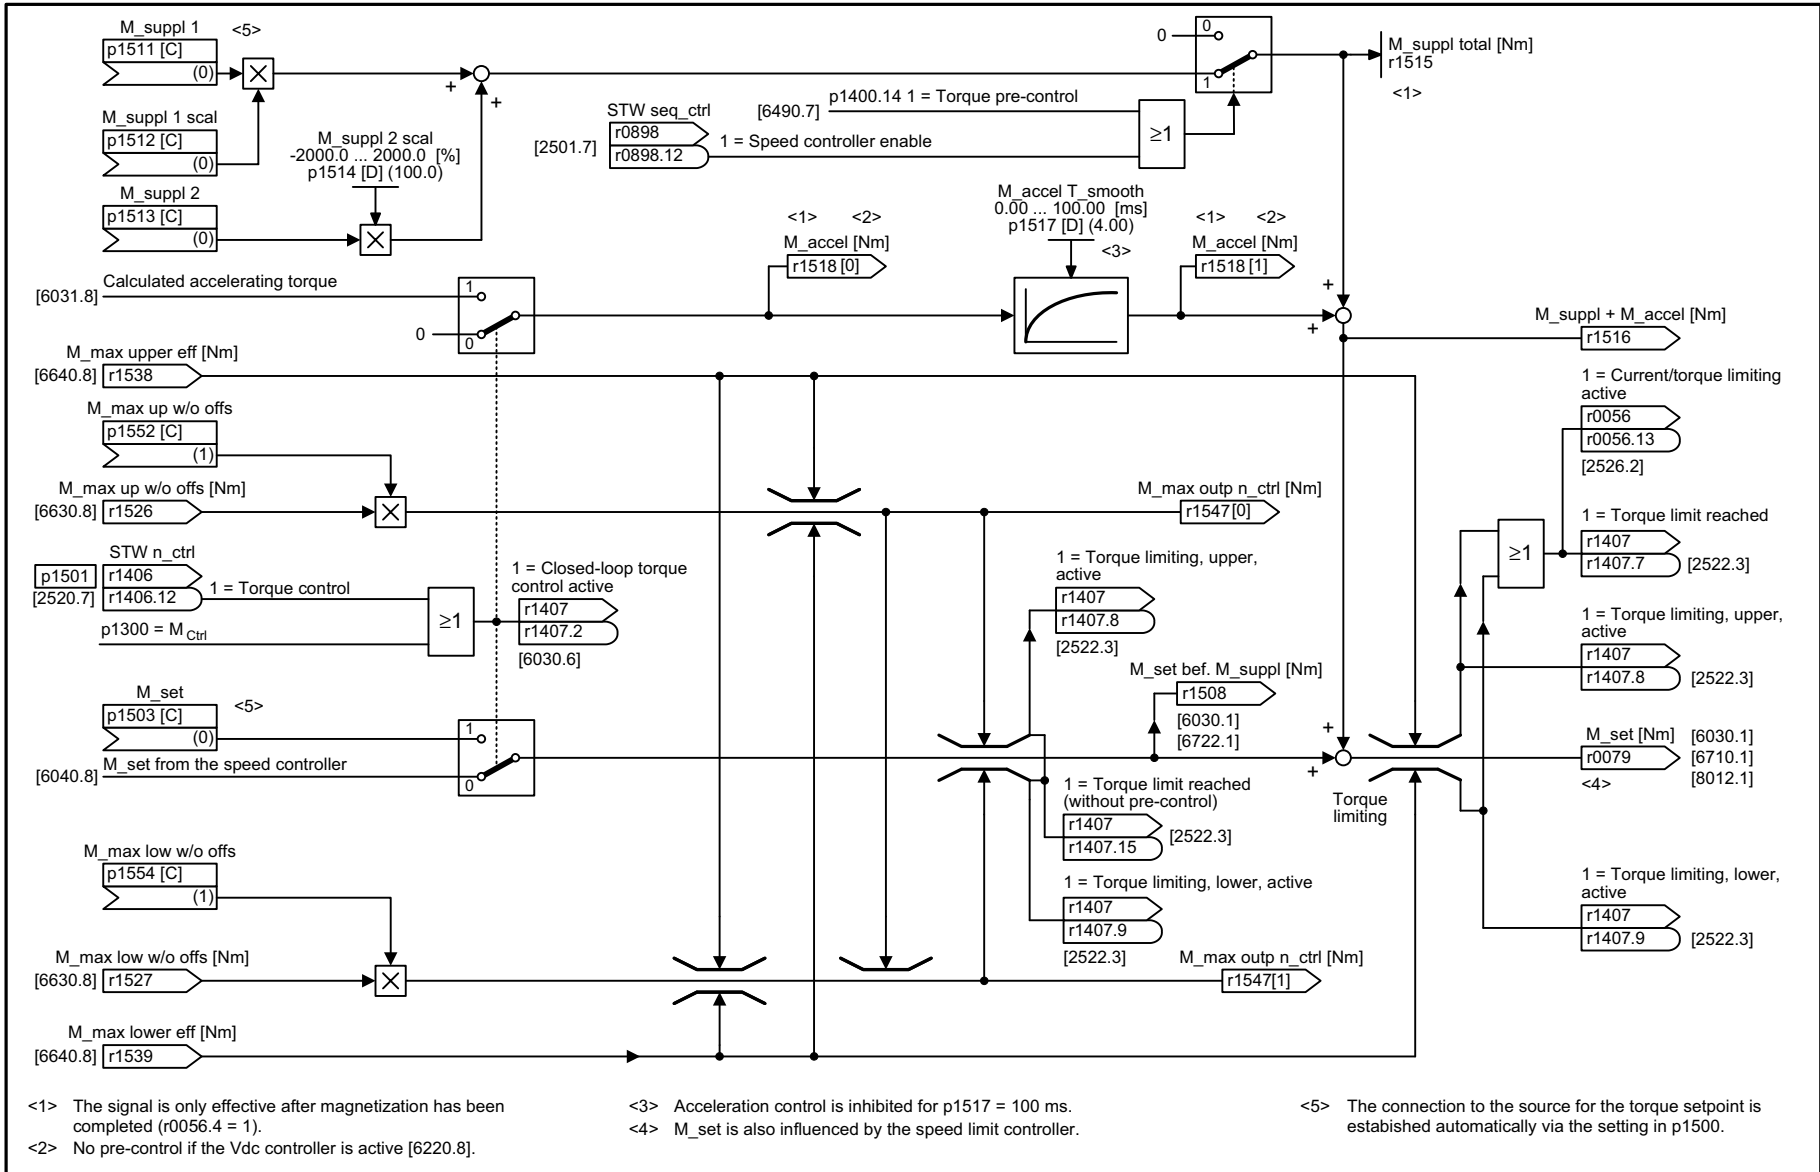 M_suppl 1 <5>
p1511 [C]
(0)
M_suppl 1 scal
p1512 [C]
(0)
M_suppl 2 scal
-2000.0 ... 2000.0 [%]
p1514 [D] (100.0)
M_suppl 2
p1513 [C]
(0)
+
+
0
0
1
M_suppl total [Nm]
r1515
<1>
[6490.7]
p1400.14 1 = Torque pre-control
STW seq_ctrl
r0898
[2501.7]
r0898.12
1 = Speed controller enable
≥1
[6031.8]
Calculated accelerating torque
1
0
0
<1> <2>
M_accel [Nm]
r1518 [0]
M_accel T_smooth
0.00 ... 100.00 [ms]
p1517 [D] (4.00)
<3>
<1> <2>
M_accel [Nm]
r1518 [1]
+
+
M_suppl + M_accel [Nm]
r1516
M_max upper eff [Nm]
[6640.8] r1538
M_max up w/o offs
p1552 [C]
(1)
M_max up w/o offs [Nm]
[6630.8] r1526
M_max outp n_ctrl [Nm]
r1547[0]
1 = Current/torque limiting
active
r0056
r0056.13
[2526.2]
≥1
1 = Torque limit reached
r1407
r1407.7 [2522.3]
STW n_ctrl
p1501 r1406
[2520.7] r1406.12
1 = Torque control
p1300 = M Ctrl
≥1
1 = Closed-loop torque
control active
r1407
r1407.2
[6030.6]
1 = Torque limiting, upper,
active
r1407
r1407.8
[2522.3]
1 = Torque limiting, upper,
active
r1407
r1407.8 [2522.3]
M_set
p1503 [C] <5>
(0)
[6040.8] M_set from the speed controller
1
0
M_set bef. M_suppl [Nm]
r1508
[6030.1]
[6722.1]
+
+
Torque
limiting
M_set [Nm] [6030.1]
r0079 [6710.1]
<4> [8012.1]
1 = Torque limit reached
(without pre-control)
r1407
r1407.15 [2522.3]
M_max low w/o offs
p1554 [C]
(1)
1 = Torque limiting, lower, active
r1407
r1407.9
[2522.3]
1 = Torque limiting, lower,
active
r1407
r1407.9 [2522.3]
M_max low w/o offs [Nm]
[6630.8] r1527
M_max outp n_ctrl [Nm]
r1547[1]
M_max lower eff [Nm]
[6640.8] r1539
<1> The signal is only effective after magnetization has been
completed (r0056.4 = 1).
<2> No pre-control if the Vdc controller is active [6220.8].
<3> Acceleration control is inhibited for p1517 = 100 ms.
<4> M_set is also influenced by the speed limit controller.
<5> The connection to the source for the torque setpoint is
estabished automatically via the setting in p1500.